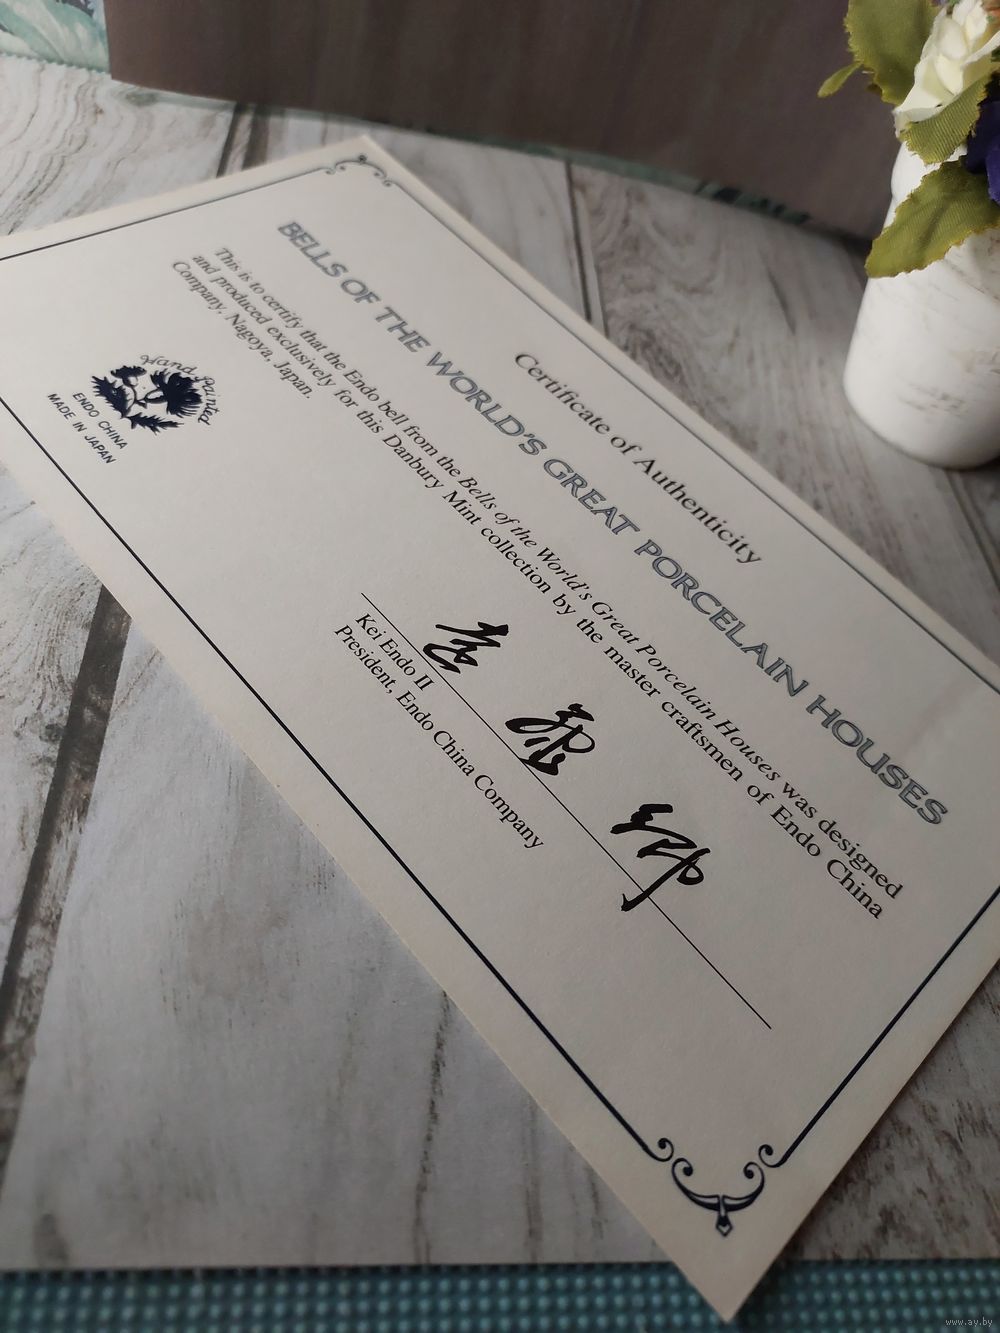 Certificate of Authenticity
BELLS OF THE WORLD'S GREAT PORCELAIN HOUSES
This is to certify that the Endo bell from the Bells of the World's Great Porcelain Houses was designed
and produced exclusively for this Danbury Mint collection by the master craftsmen of Endo China
Company, Nagoya, Japan.
Hand Painted
ENDO CHINA
MADE IN JAPAN
Kei Endo II
President, Endo China Company
www.ay.by